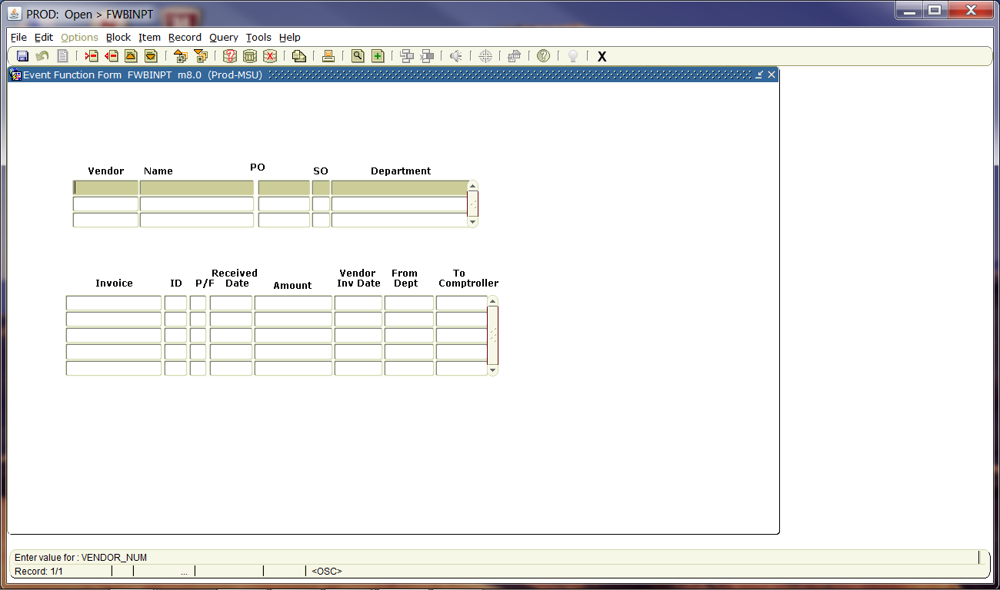 PROD: Open > FWBINPT
X
File Edit Options Block Item Record Query Tools Help
X
Event Function Form FWBINPT m8.0 (Prod-MSU)
Vendor Name PO SO Department
Invoice ID P/F Received Date Amount Vendor Inv Date From Dept To Comptroller
Enter value for : VENDOR_NUM
Record: 1/1 ... <OSC>